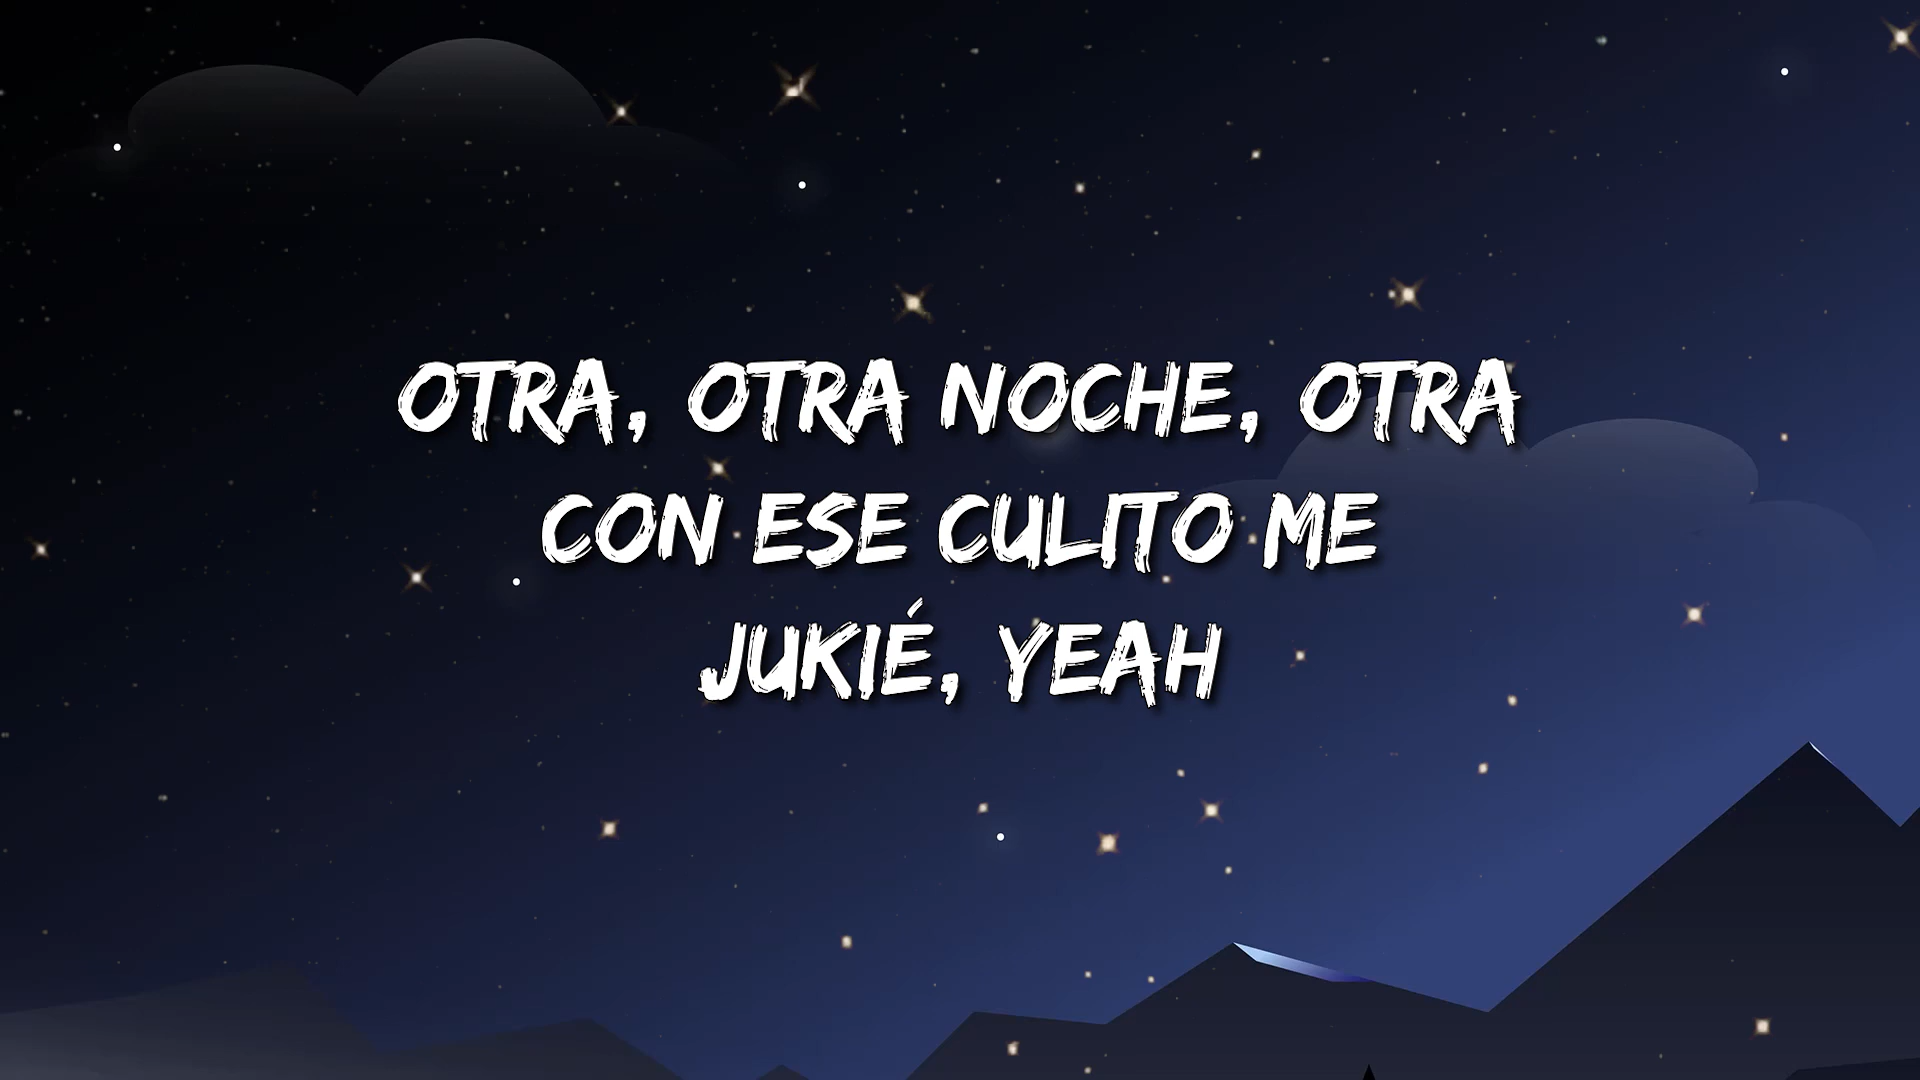 OTRA, OTRA NOCHE, OTRA
CON ESE CULITO ME
JUKIÉ, YEAH